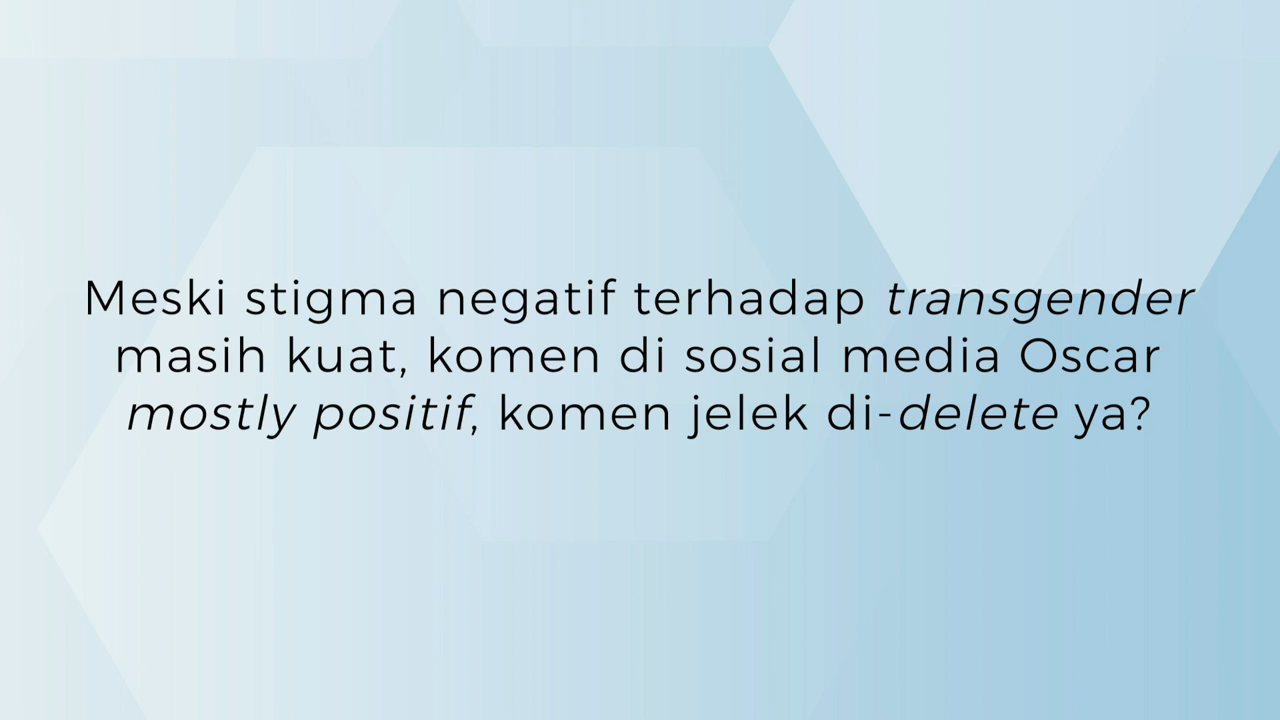 Meski stigma negatif terhadap transgender
masih kuat, komen di sosial media Oscar
mostly positif, komen jelek di-delete ya?